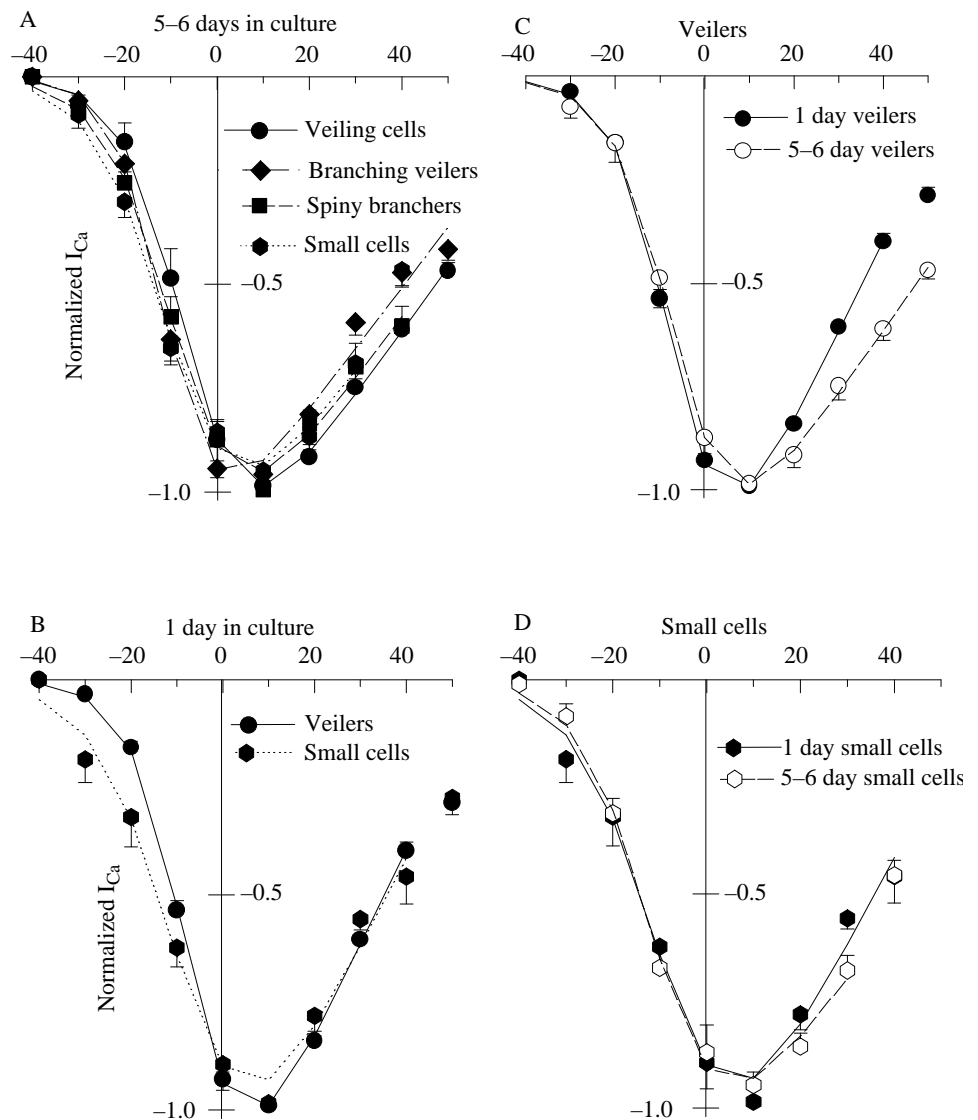 A
5–6 days in culture
–40 –20 0 20 40
Veiling cells
Branching veilers
Spiny branchers
Small cells
Normalized ICa
–0.5
–1.0
C
Veilers
–40 –20 0 20 40
1 day veilers
5–6 day veilers
–0.5
–1.0
B
1 day in culture
–40 –20 0 20 40
Veilers
Small cells
Normalized ICa
–0.5
–1.0
D
Small cells
–40 –20 0 20 40
1 day small cells
5–6 day small cells
–0.5
–1.0